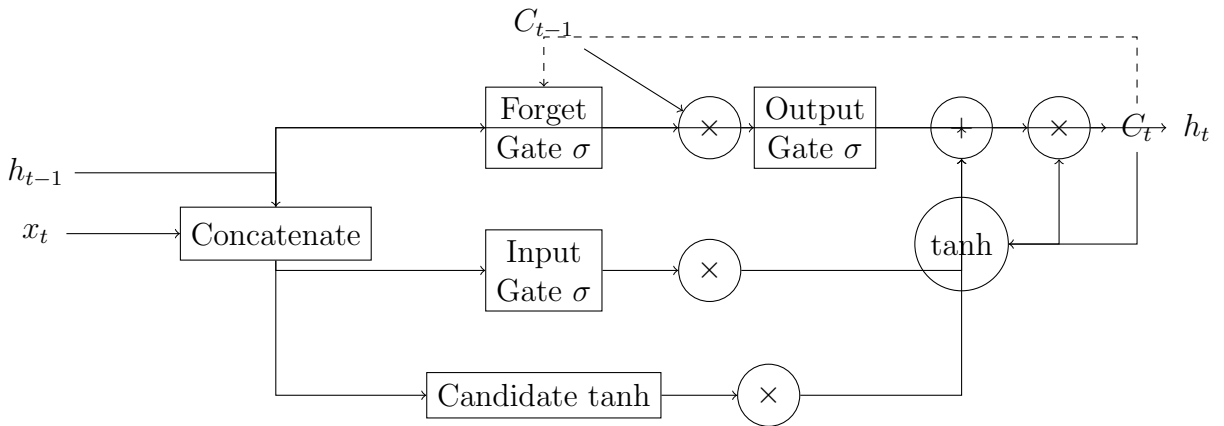 C_{t-1}
Forget
Gate σ
×
Output
Gate σ
+
×
C_t
h_t
h_{t-1}
x_t
Concatenate
Input
Gate σ
×
tanh
Candidate tanh
×